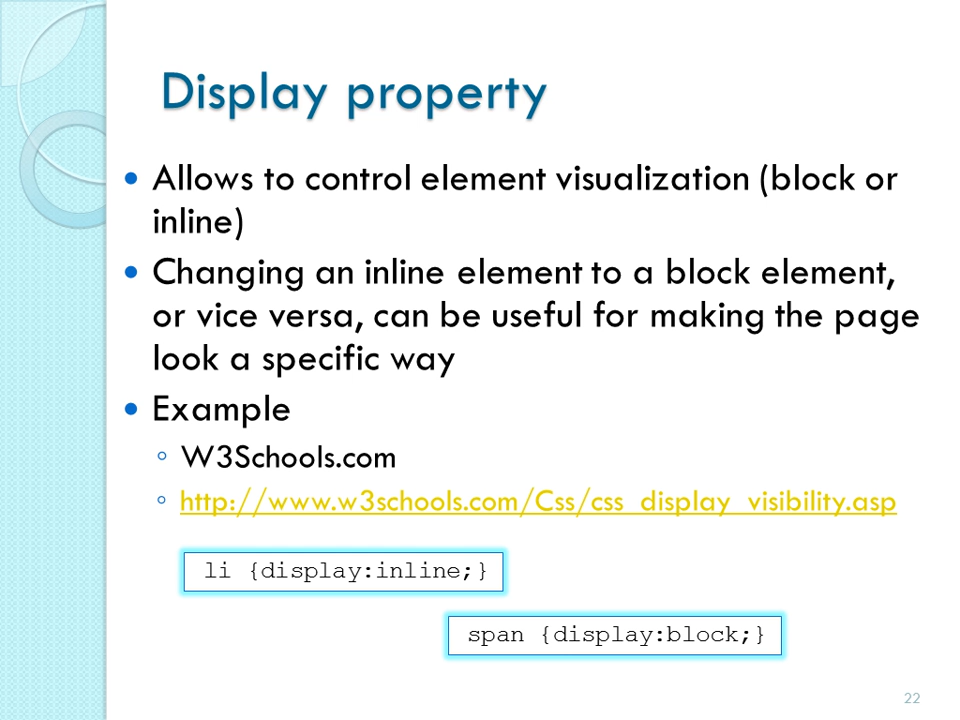 Display property
• Allows to control element visualization (block or
inline)
• Changing an inline element to a block element,
or vice versa, can be useful for making the page
look a specific way
• Example
◦ W3Schools.com
◦ http://www.w3schools.com/Css/css_display_visibility.asp
li {display:inline;}
span {display:block;}
22